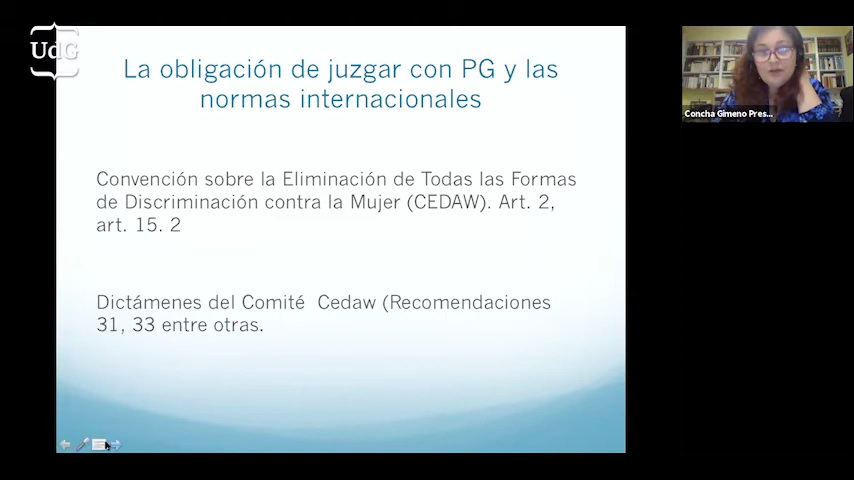 UdG
La obligación de juzgar con PG y las
normas internacionales
Convención sobre la Eliminación de Todas las Formas
de Discriminación contra la Mujer (CEDAW). Art. 2,
art. 15. 2
Dictámenes del Comité  Cedaw (Recomendaciones
31, 33 entre otras.
Concha Gimeno Pres...